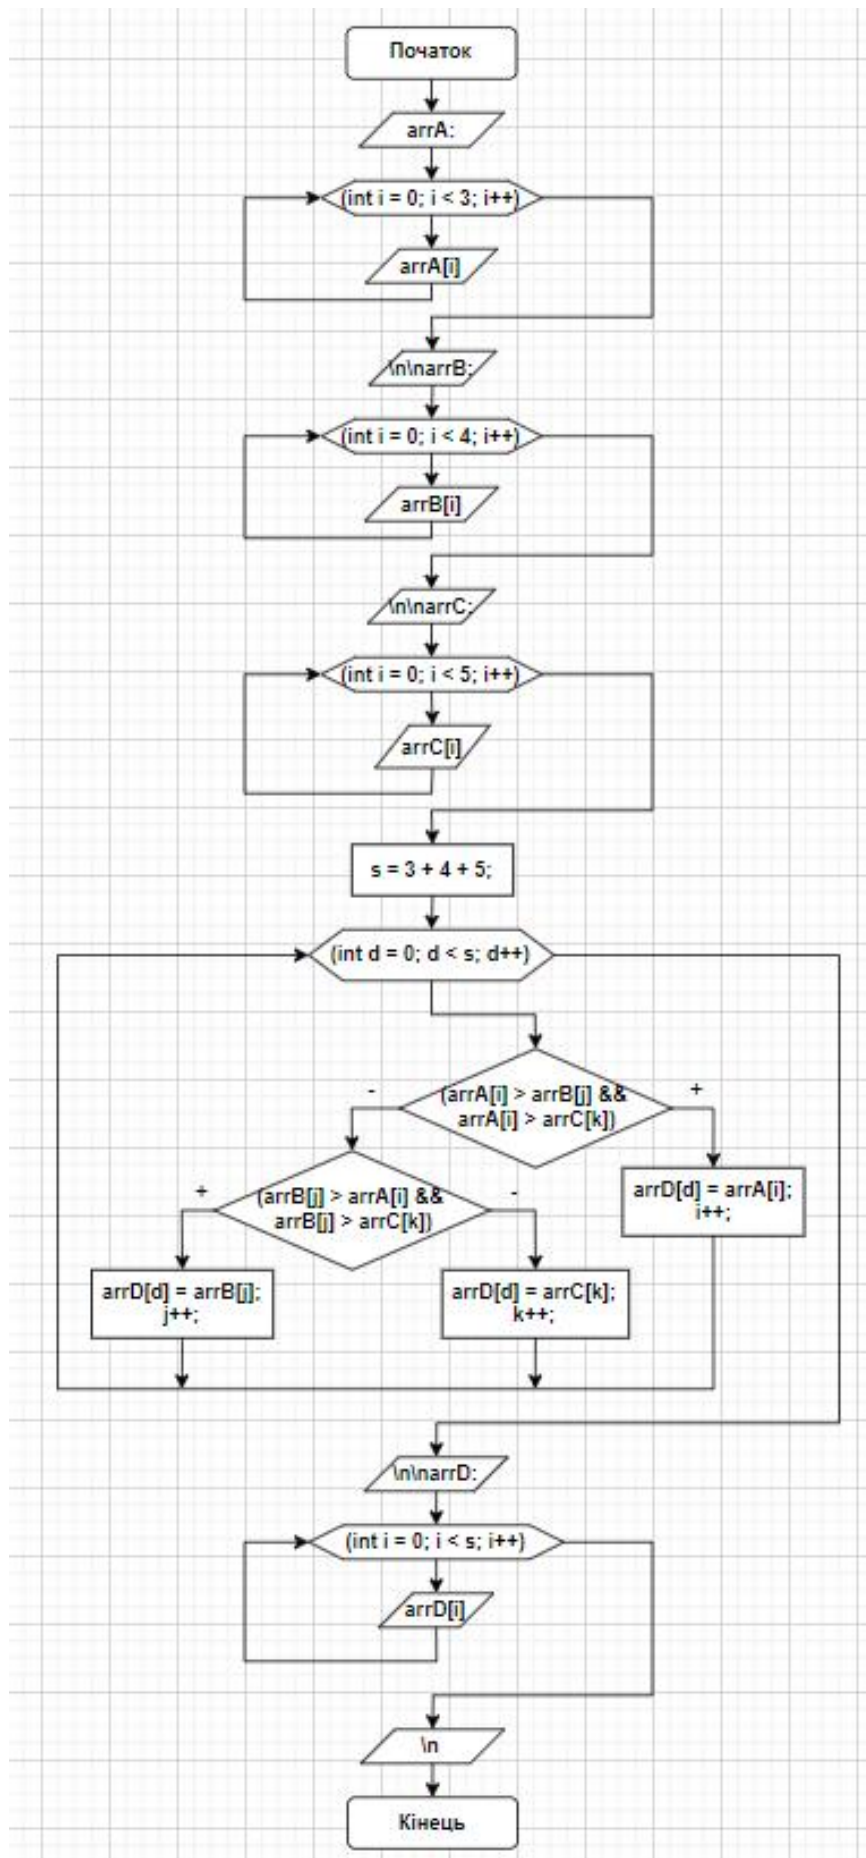 Початок
arrA:
(int i = 0; i < 3; i++)
arrA[i]
\n\narrB:
(int i = 0; i < 4; i++)
arrB[i]
\n\narrC:
(int i = 0; i < 5; i++)
arrC[i]
s = 3 + 4 + 5;
(int d = 0; d < s; d++)
-
(arrA[i] > arrB[j] &&
arrA[i] > arrC[k])
+
arrD[d] = arrA[i];
i++;
+
(arrB[j] > arrA[i] &&
arrB[j] > arrC[k])
-
arrD[d] = arrB[j];
j++;
arrD[d] = arrC[k];
k++;
\n\narrD:
(int i = 0; i < s; i++)
arrD[i]
\n
Кінець